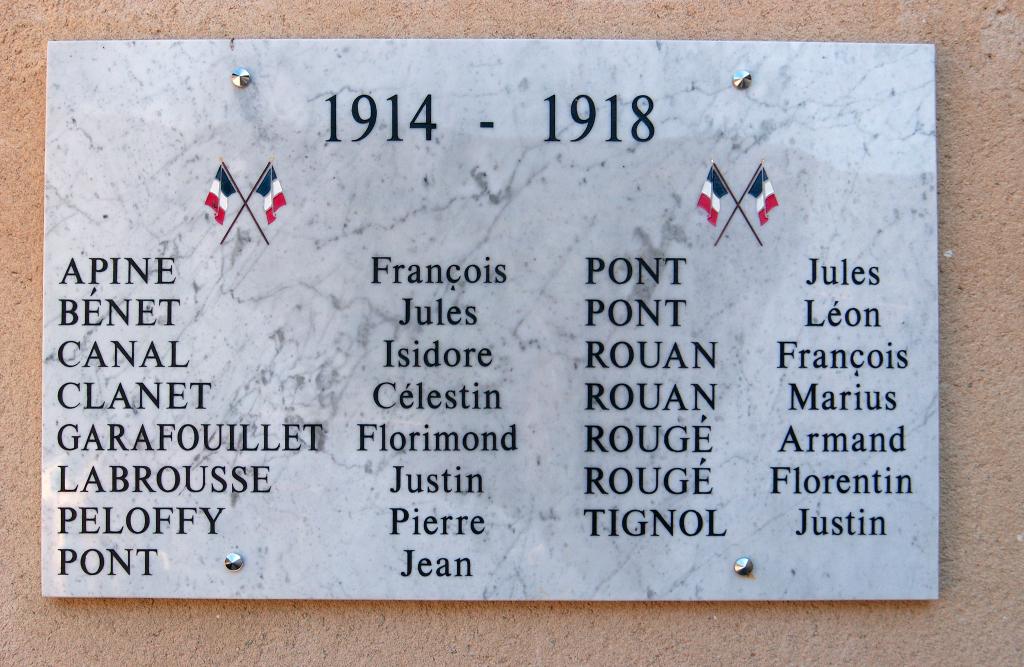 1914 - 1918
APINE François
BÉNET Jules
CANAL Isidore
CLANET Célestin
GARAFOUILLET Florimond
LABROUSSE Justin
PELOFFY Pierre
PONT Jean
PONT Jules
PONT Léon
ROUAN François
ROUAN Marius
ROUGÉ Armand
ROUGÉ Florentin
TIGNOL Justin